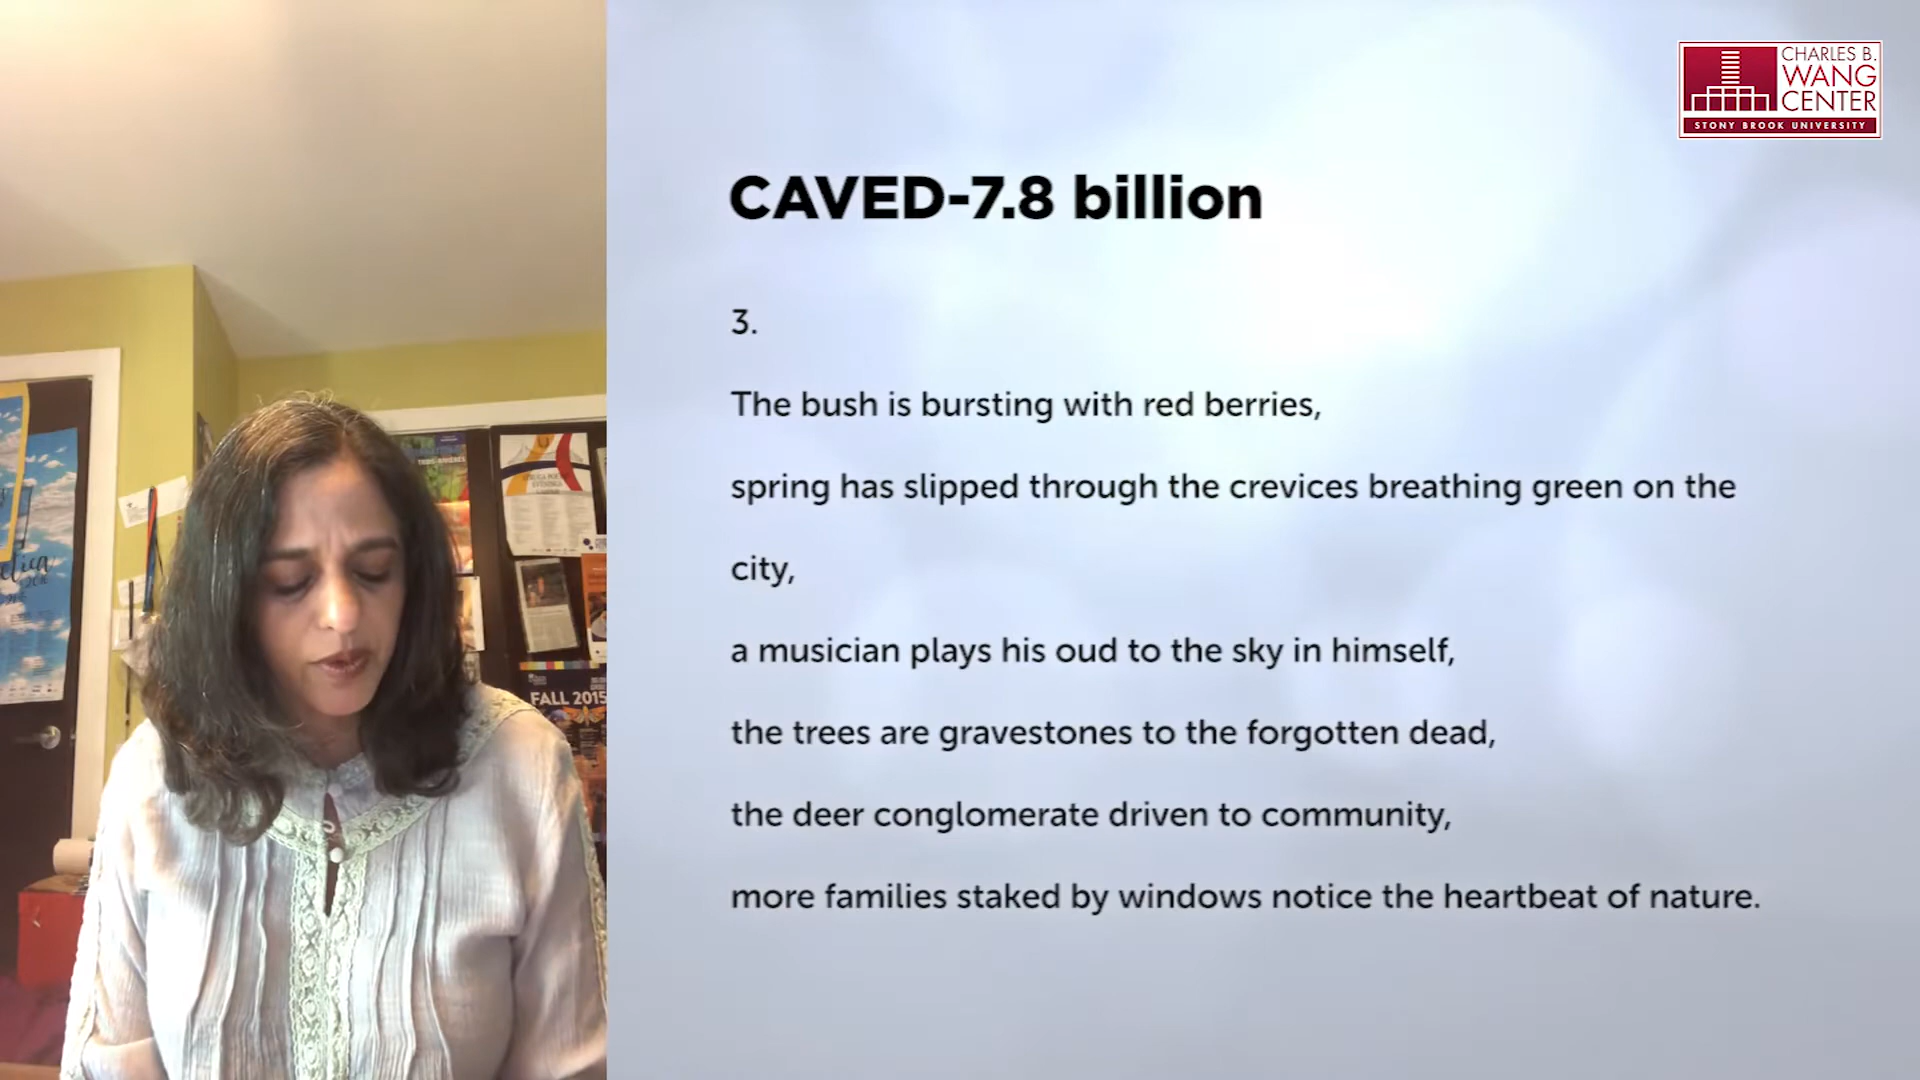 CHARLES B.
WANG
CENTER
STONY BROOK UNIVERSITY
CAVED-7.8 billion
3.
The bush is bursting with red berries,
spring has slipped through the crevices breathing green on the
city,
a musician plays his oud to the sky in himself,
the trees are gravestones to the forgotten dead,
the deer conglomerate driven to community,
more families staked by windows notice the heartbeat of nature.
FALL 2015